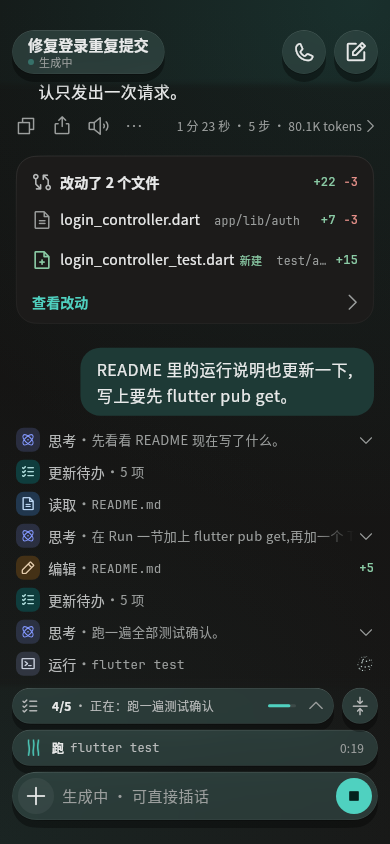 修复登录重复提交
生成中
认只发出一次请求。
1 分 23 秒 · 5 步 · 80.1K tokens
改动了 2 个文件 +22 -3
login_controller.dart app/lib/auth +7 -3
login_controller_test.dart 新建 test/a… +15
查看改动
README 里的运行说明也更新一下,
写上要先 flutter pub get。
思考 · 先看看 README 现在写了什么。
更新待办 · 5 项
读取 · README.md
思考 · 在 Run 一节加上 flutter pub get,再加一个
编辑 · README.md +5
更新待办 · 5 项
思考 · 跑一遍全部测试确认。
运行 · flutter test
4/5 · 正在: 跑一遍测试确认
跑 flutter test 0:19
生成中 · 可直接插话